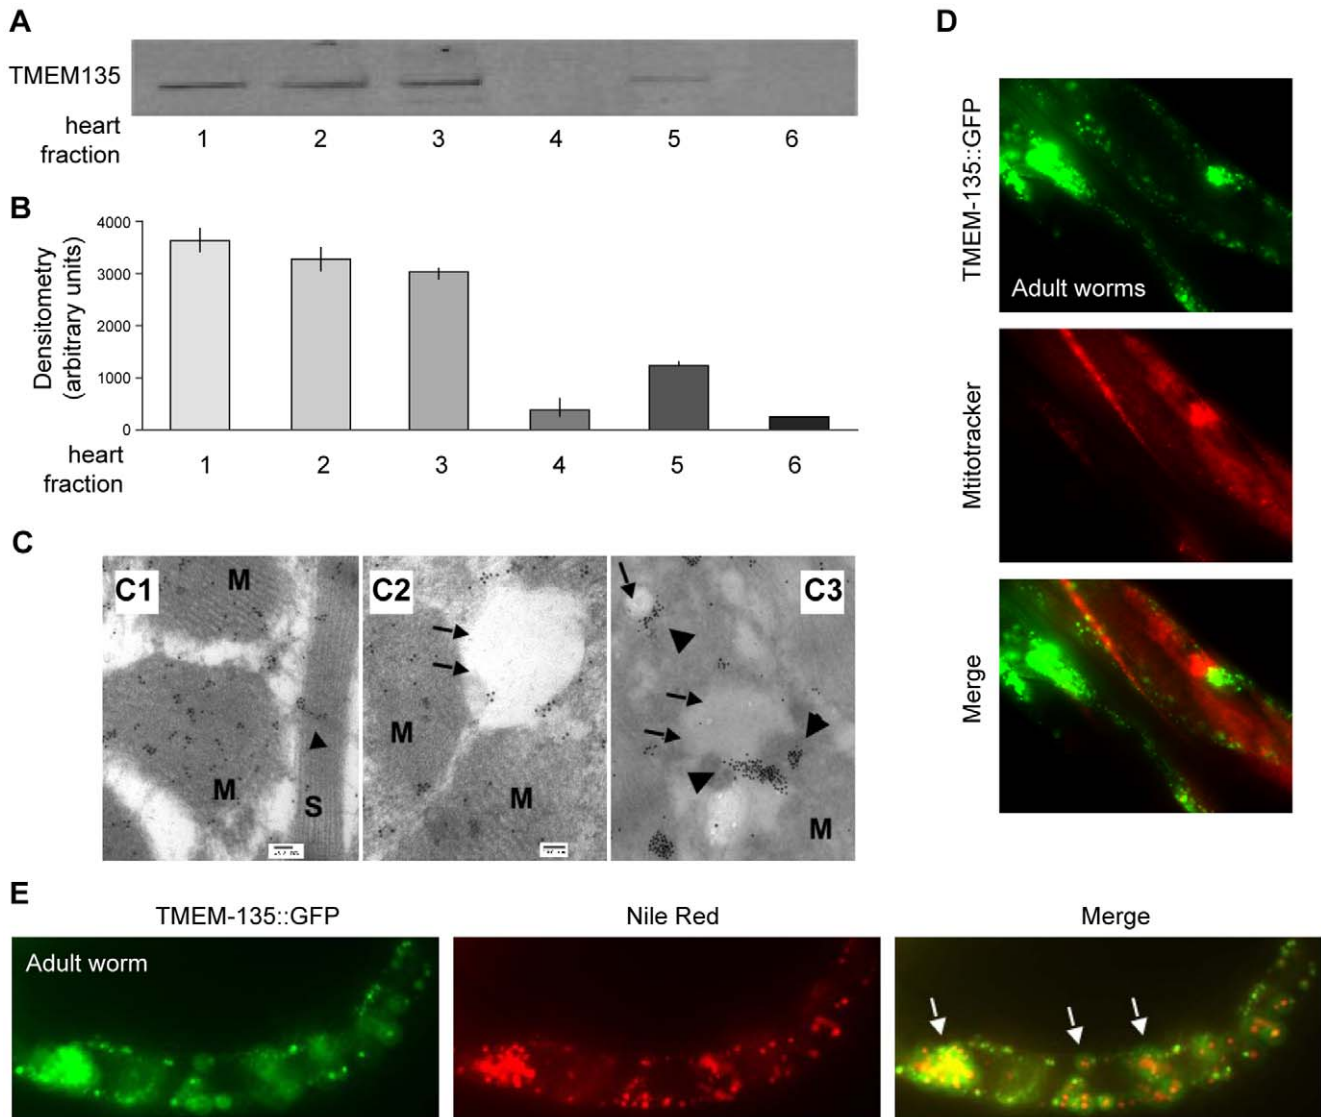 A
TMEM135
heart
fraction
1 2 3 4 5 6
B
Densitometry
(arbitrary units)
4000
3000
2000
1000
0
heart
fraction
1 2 3 4 5 6
C
C1
M
M
S
C2
M
M
C3
M
D
TMEM-135::GFP
Adult worms
Mtitotracker
Merge
E
TMEM-135::GFP
Nile Red
Merge
Adult worm